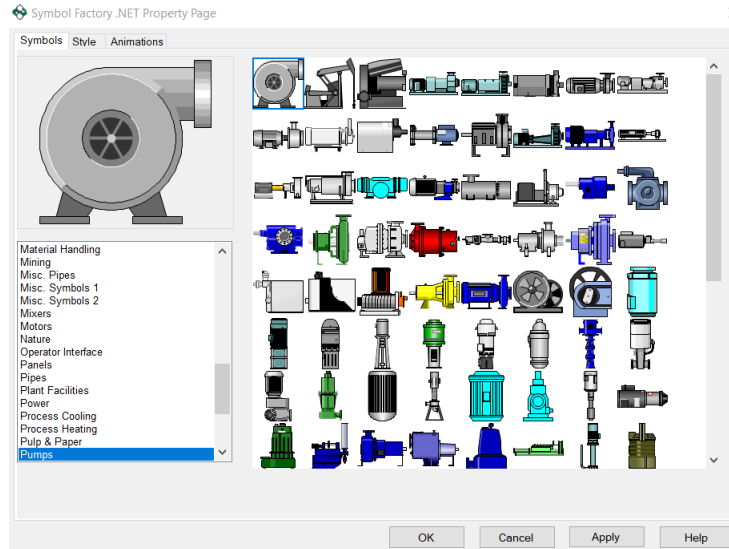 Symbol Factory .NET Property Page
Symbols Style Animations
Material Handling
Mining
Misc. Pipes
Misc. Symbols 1
Misc. Symbols 2
Mixers
Motors
Nature
Operator Interface
Panels
Pipes
Plant Facilities
Power
Process Cooling
Process Heating
Pulp & Paper
Pumps
OK Cancel Apply Help